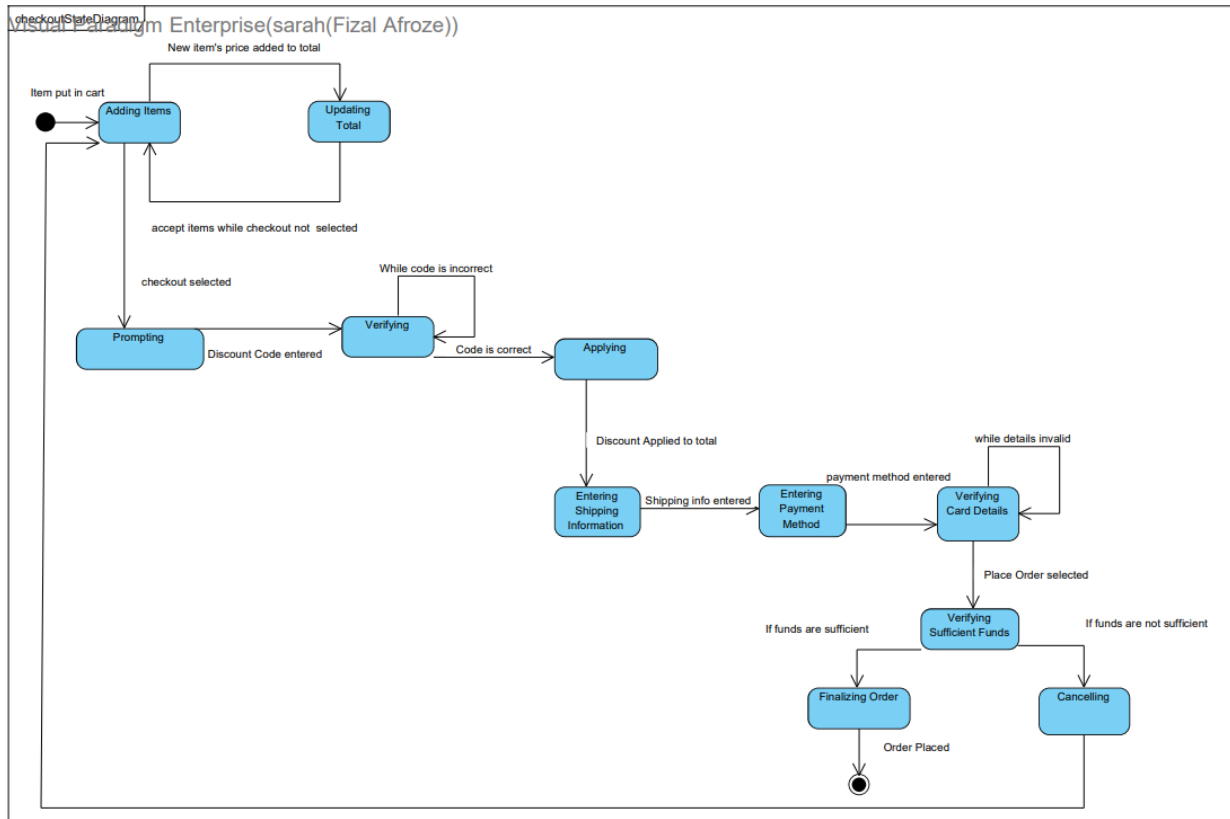 checkoutStateDiagram
Visual Paradigm Enterprise(sarah(Fizal Afroze))
New item's price added to total
Item put in cart
Adding Items
Updating
Total
accept items while checkout not selected
checkout selected
While code is incorrect
Prompting
Verifying
Discount Code entered
Code is correct
Applying
Discount Applied to total
while details invalid
payment method entered
Entering
Shipping
Information
Shipping info entered
Entering
Payment
Method
Verifying
Card Details
Place Order selected
If funds are sufficient
Verifying
Sufficient Funds
If funds are not sufficient
Finalizing Order
Cancelling
Order Placed